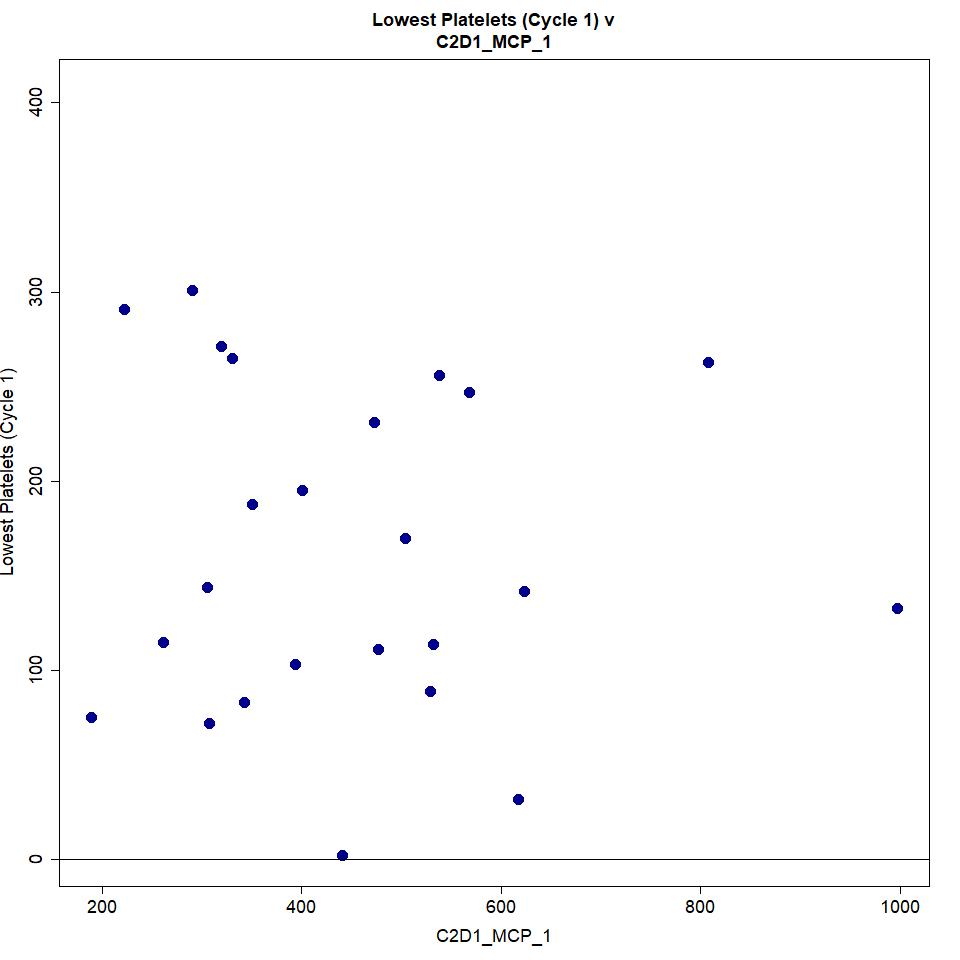 Lowest Platelets (Cycle 1) v
C2D1_MCP_1
Lowest Platelets (Cycle 1)
400
300
200
100
0
200 400 600 800 1000
C2D1_MCP_1